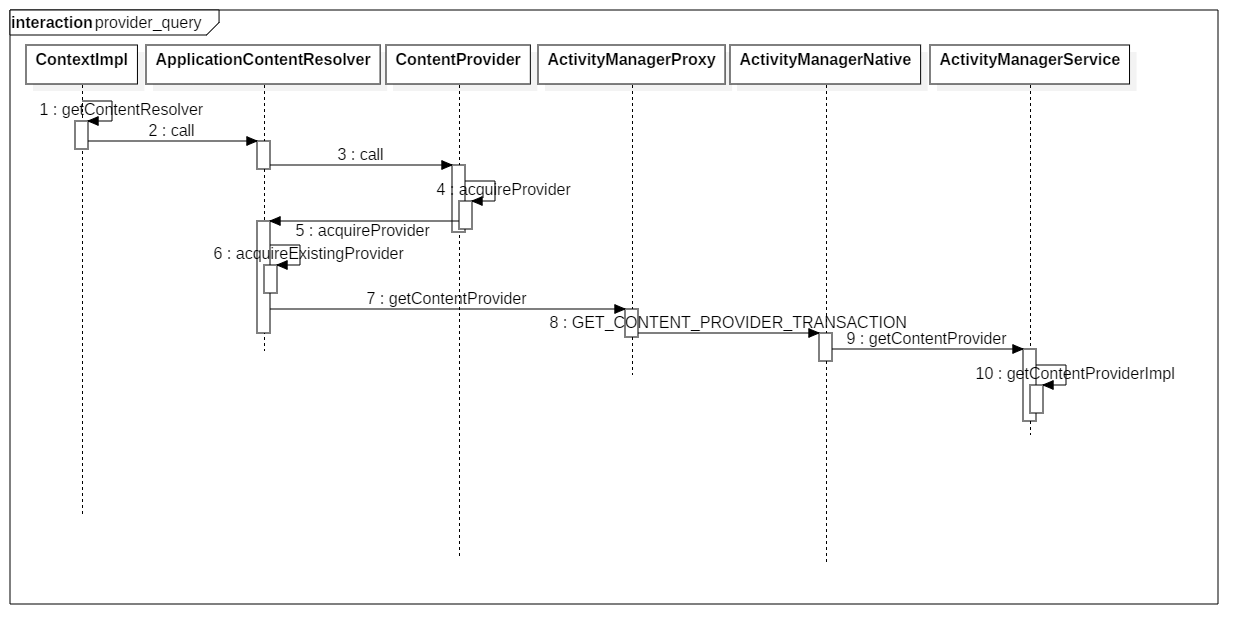 interaction provider_query
ContextImpl
ApplicationContentResolver
ContentProvider
ActivityManagerProxy
ActivityManagerNative
ActivityManagerService
1 : getContentResolver
2 : call
3 : call
4 : acquireProvider
5 : acquireProvider
6 : acquireExistingProvider
7 : getContentProvider
8 : GET_CONTENT_PROVIDER_TRANSACTION
9 : getContentProvider
10 : getContentProviderImpl